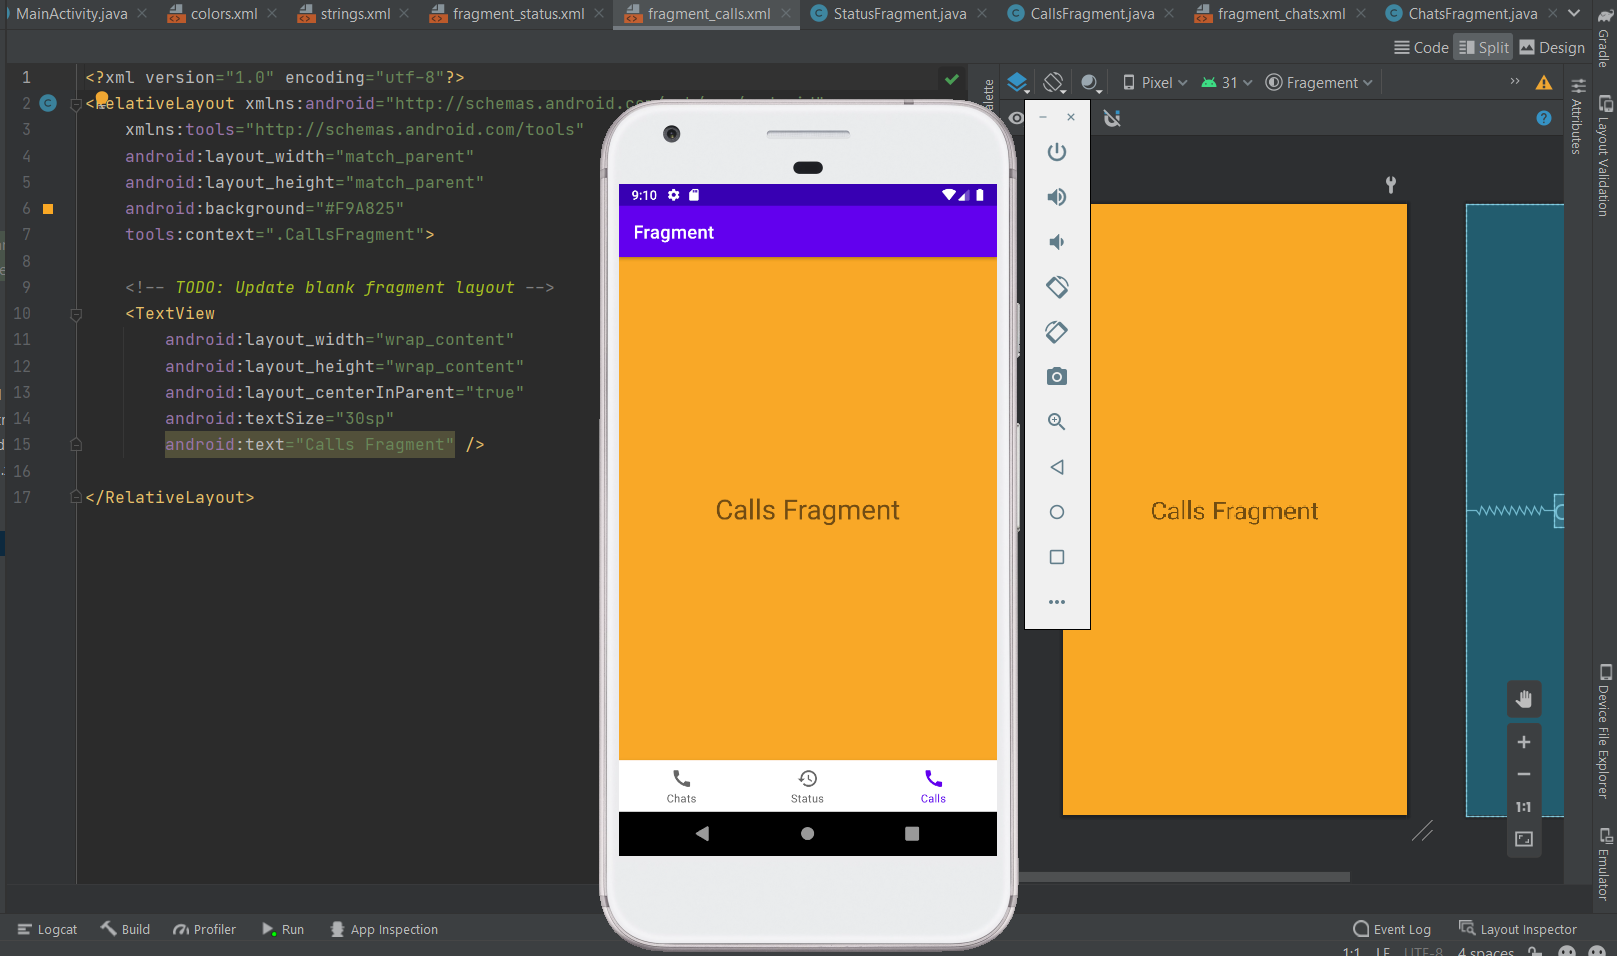 MainActivity.java
colors.xml
strings.xml
fragment_status.xml
fragment_calls.xml
StatusFragment.java
CallsFragment.java
fragment_chats.xml
ChatsFragment.java
Code
Split
Design
1 <?xml version="1.0" encoding="utf-8"?>
2 <RelativeLayout xmlns:android="http://schemas.android.com
3 xmlns:tools="http://schemas.android.com/tools"
4 android:layout_width="match_parent"
5 android:layout_height="match_parent"
6 android:background="#F9A825"
7 tools:context=".CallsFragment">
8
9 <!-- TODO: Update blank fragment layout -->
10 <TextView
11 android:layout_width="wrap_content"
12 android:layout_height="wrap_content"
13 android:layout_centerInParent="true"
14 android:textSize="30sp"
15 android:text="Calls Fragment" />
16
17 </RelativeLayout>
9:10
Fragment
Calls Fragment
Chats
Status
Calls
Pixel
31
Fragement
Calls Fragment
1:1
Gradle
Layout Validation
Attributes
Device File Explorer
Emulator
Logcat
Build
Profiler
Run
App Inspection
Event Log
Layout Inspector
1:1
LF
UTF-8
4 spaces